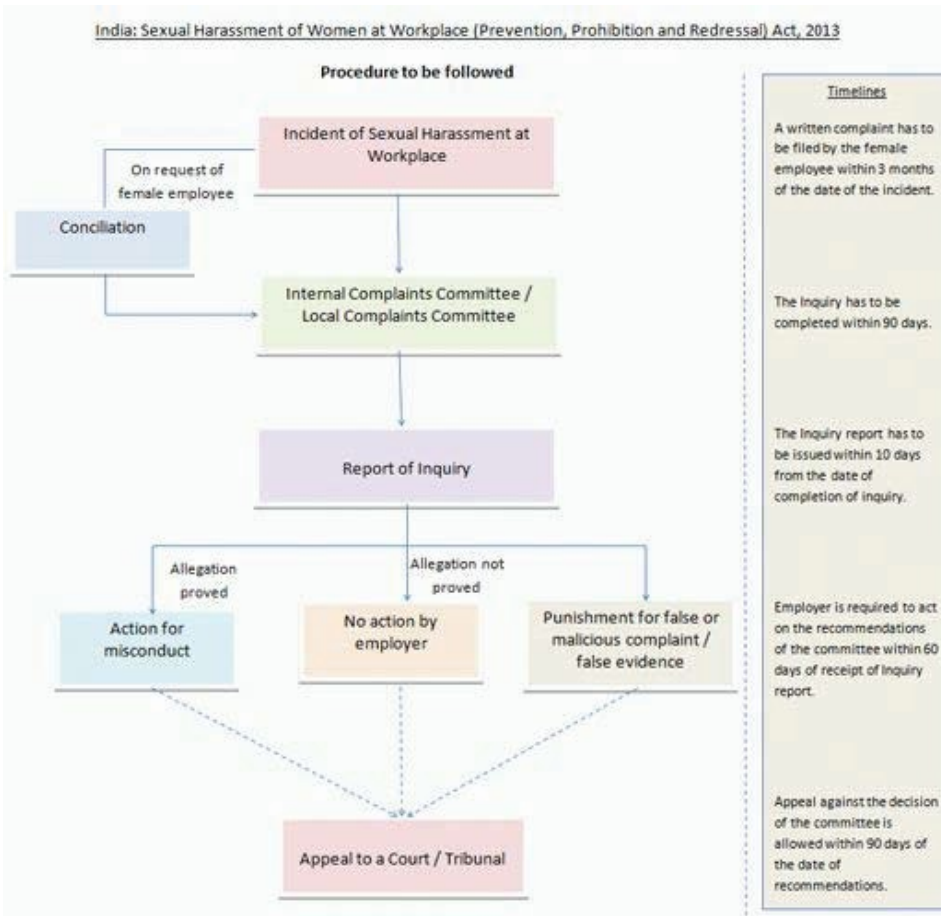 India: Sexual Harassment of Women at Workplace (Prevention, Prohibition and Redressal) Act, 2013
Procedure to be followed
Incident of Sexual Harassment at
Workplace
On request of
female employee
Conciliation
Internal Complaints Committee /
Local Complaints Committee
Report of Inquiry
Allegation
proved
Allegation not
proved
Action for
misconduct
No action by
employer
Punishment for false or
malicious complaint /
false evidence
Appeal to a Court / Tribunal
Timelines
A written complaint has to
be filed by the female
employee within 3 months
of the date of the incident.
The Inquiry has to be
completed within 90 days.
The Inquiry report has to
be issued within 10 days
from the date of
completion of inquiry.
Employer is required to act
on the recommendations
of the committee within 60
days of receipt of Inquiry
report.
Appeal against the decision
of the committee is
allowed within 90 days of
the date of
recommendations.